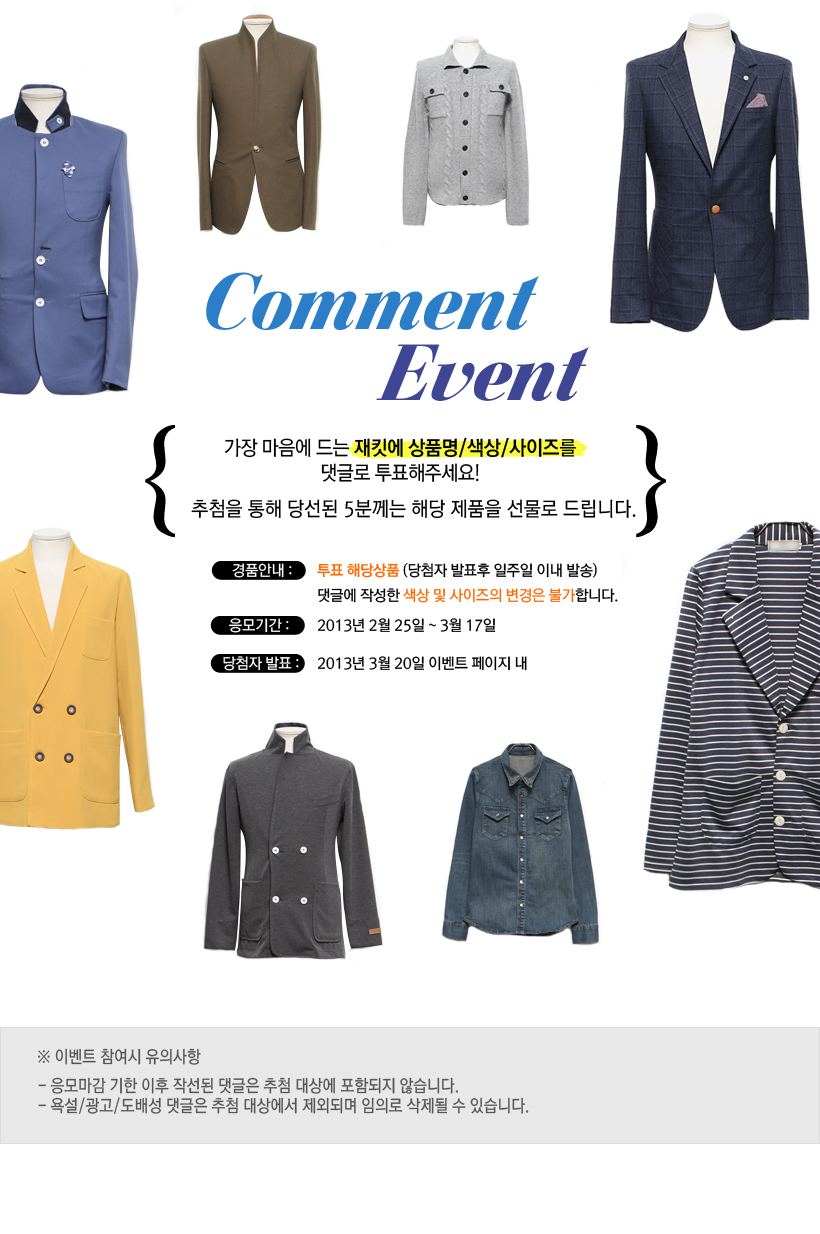 Comment
Event
가장 마음에 드는 재킷에 상품명/색상/사이즈를
댓글로 투표해주세요!
추첨을 통해 당선된 5분께는 해당 제품을 선물로 드립니다.
경품안내 : 투표 해당상품 (당첨자 발표후 일주일 이내 발송)
댓글에 작성한 색상 및 사이즈의 변경은 불가합니다.
응모기간 : 2013년 2월 25일 ~ 3월 17일
당첨자 발표 : 2013년 3월 20일 이벤트 페이지 내
※ 이벤트 참여시 유의사항
- 응모마감 기한 이후 작선된 댓글은 추첨 대상에 포함되지 않습니다.
- 욕설/광고/도배성 댓글은 추첨 대상에서 제외되며 임의로 삭제될 수 있습니다.